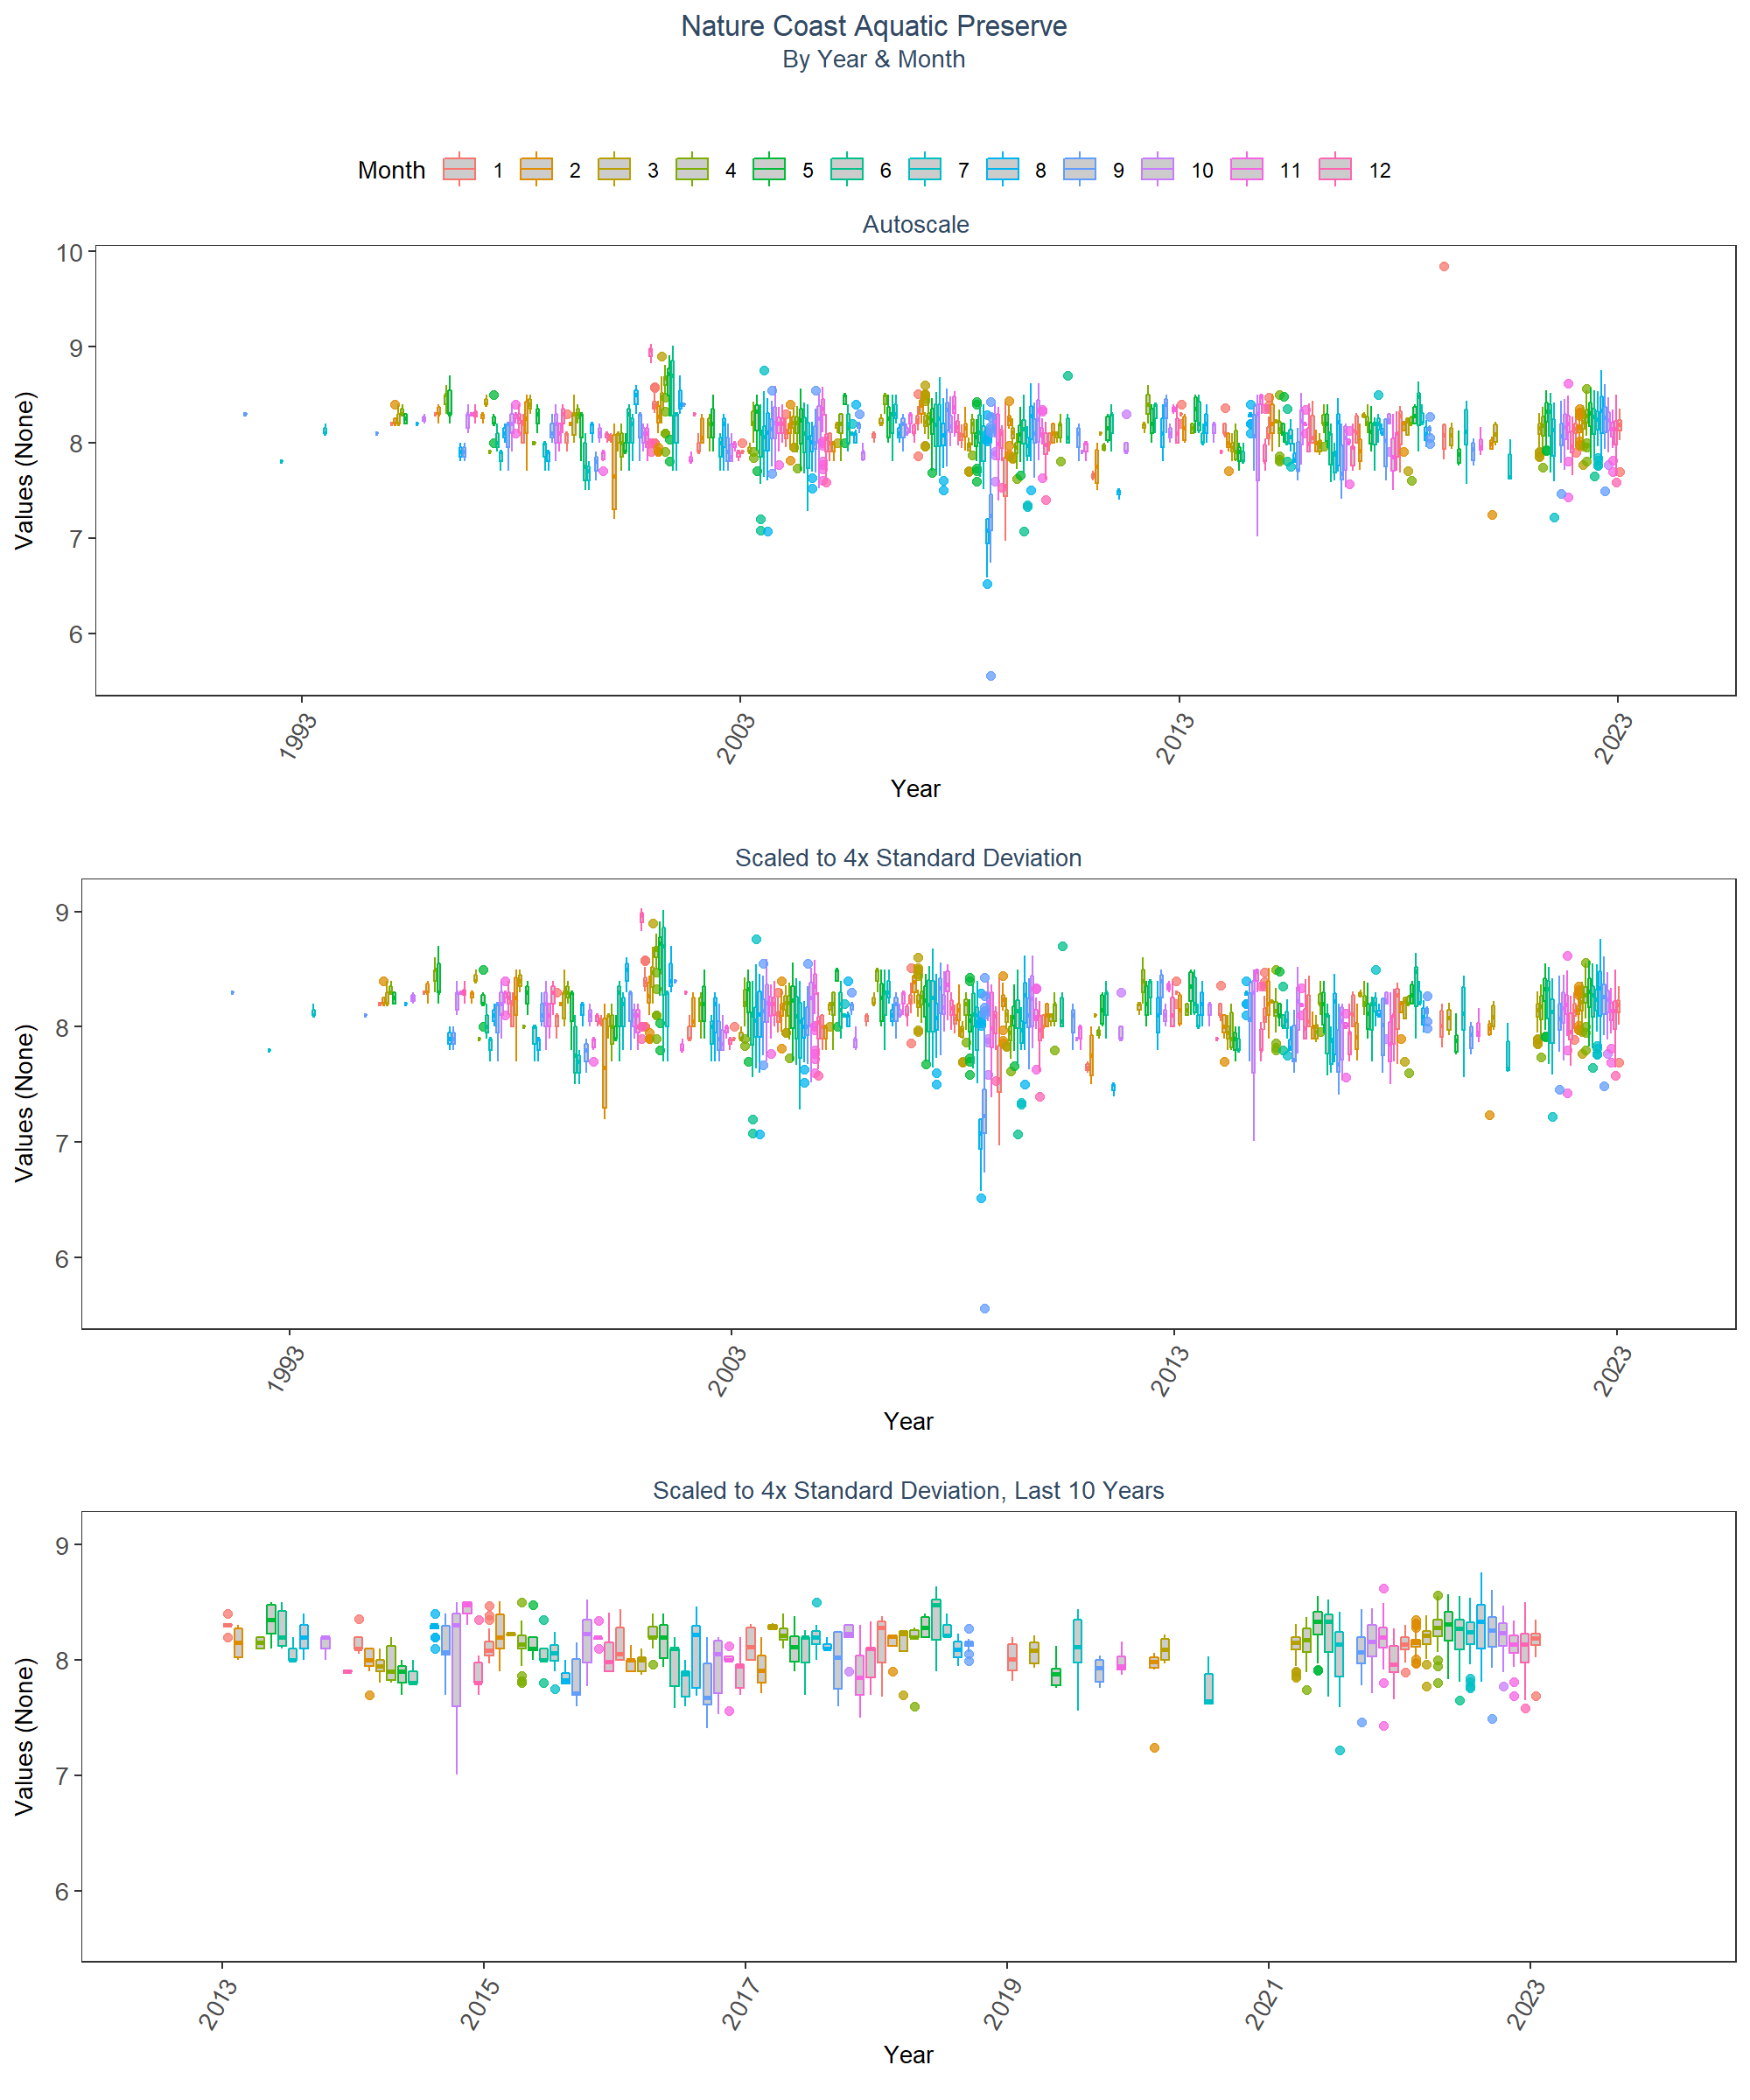 Nature Coast Aquatic Preserve
By Year & Month
Month 1 2 3 4 5 6 7 8 9 10 11 12
Autoscale
10
9
8
7
6
Values (None)
1993 2003 2013 2023
Year
Scaled to 4x Standard Deviation
9
8
7
6
Values (None)
1993 2003 2013 2023
Year
Scaled to 4x Standard Deviation, Last 10 Years
9
8
7
6
Values (None)
2013 2015 2017 2019 2021 2023
Year